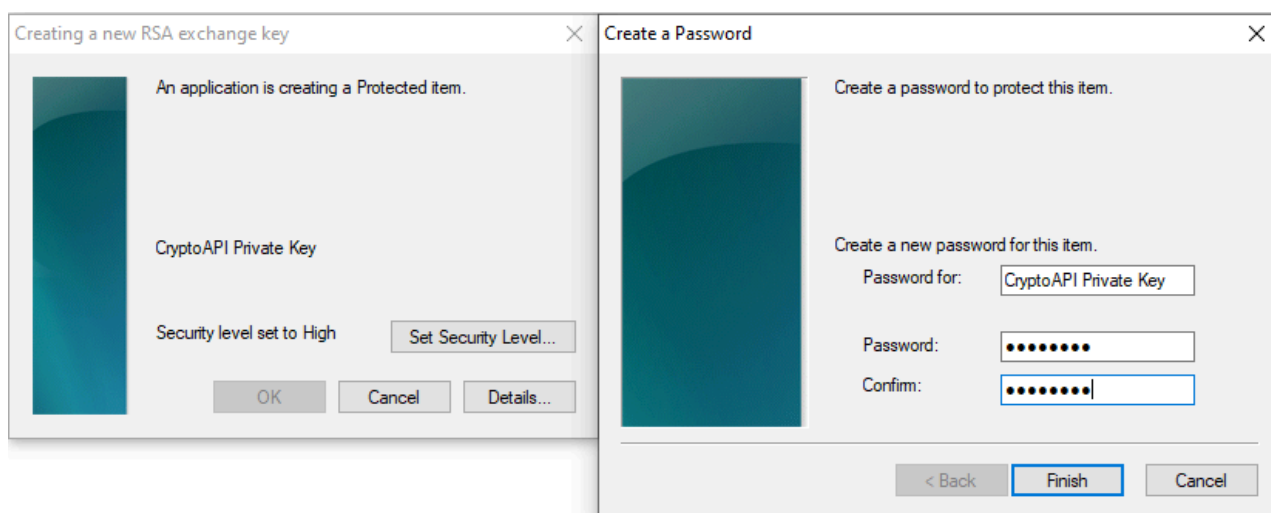 Creating a new RSA exchange key
An application is creating a Protected item.
CryptoAPI Private Key
Security level set to High
Set Security Level...
OK
Cancel
Details...
Create a Password
Create a password to protect this item.
Create a new password for this item.
Password for:
CryptoAPI Private Key
Password:
●●●●●●●●
Confirm:
●●●●●●●●
< Back
Finish
Cancel